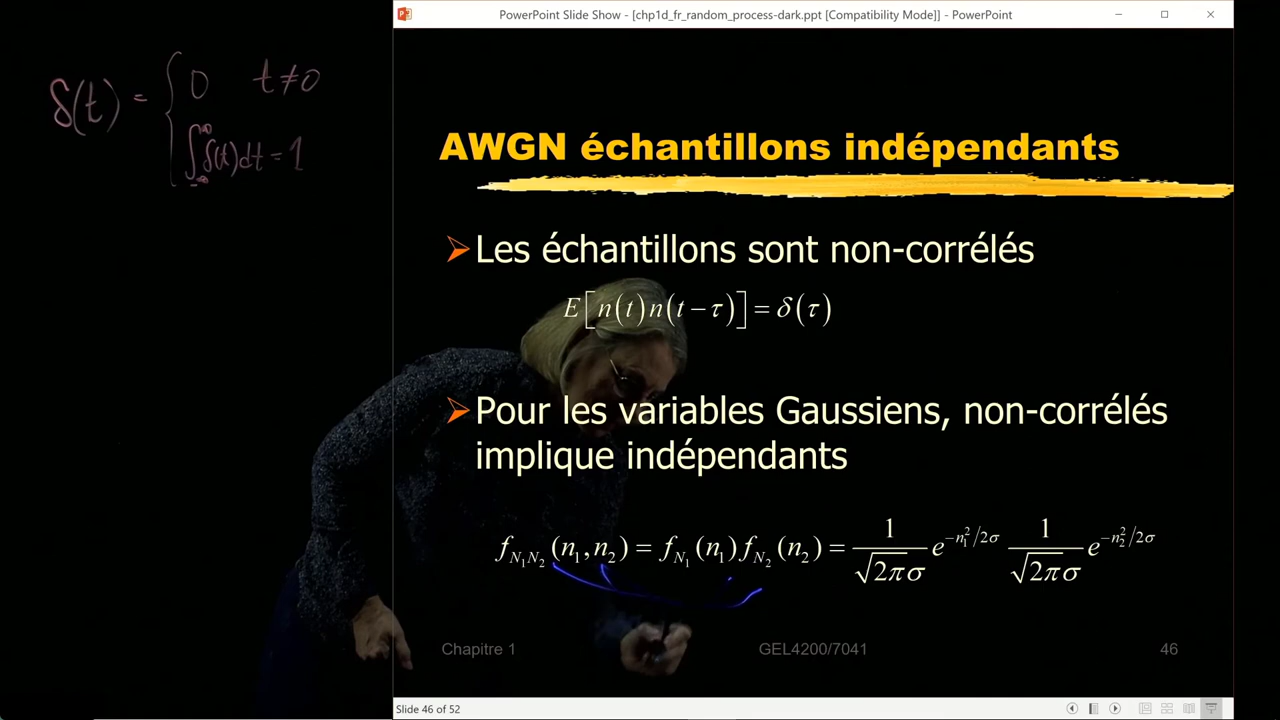 PowerPoint Slide Show - [chp1d_fr_random_process-dark.ppt [Compatibility Mode]] - PowerPoint
δ(t) = { 0 t≠0
∫_{-∞}^{+∞} δ(t)dt = 1
AWGN échantillons indépendants
Les échantillons sont non-corrélés
E[n(t)n(t−τ)] = δ(τ)
Pour les variables Gaussiens, non-corrélés
implique indépendants
f_{N₁N₂}(n₁,n₂) = f_{N₁}(n₁)f_{N₂}(n₂) = 1/(√2πσ) e^{−n₁²/2σ} 1/(√2πσ) e^{−n₂²/2σ}
Chapitre 1 GEL4200/7041 46
Slide 46 of 52